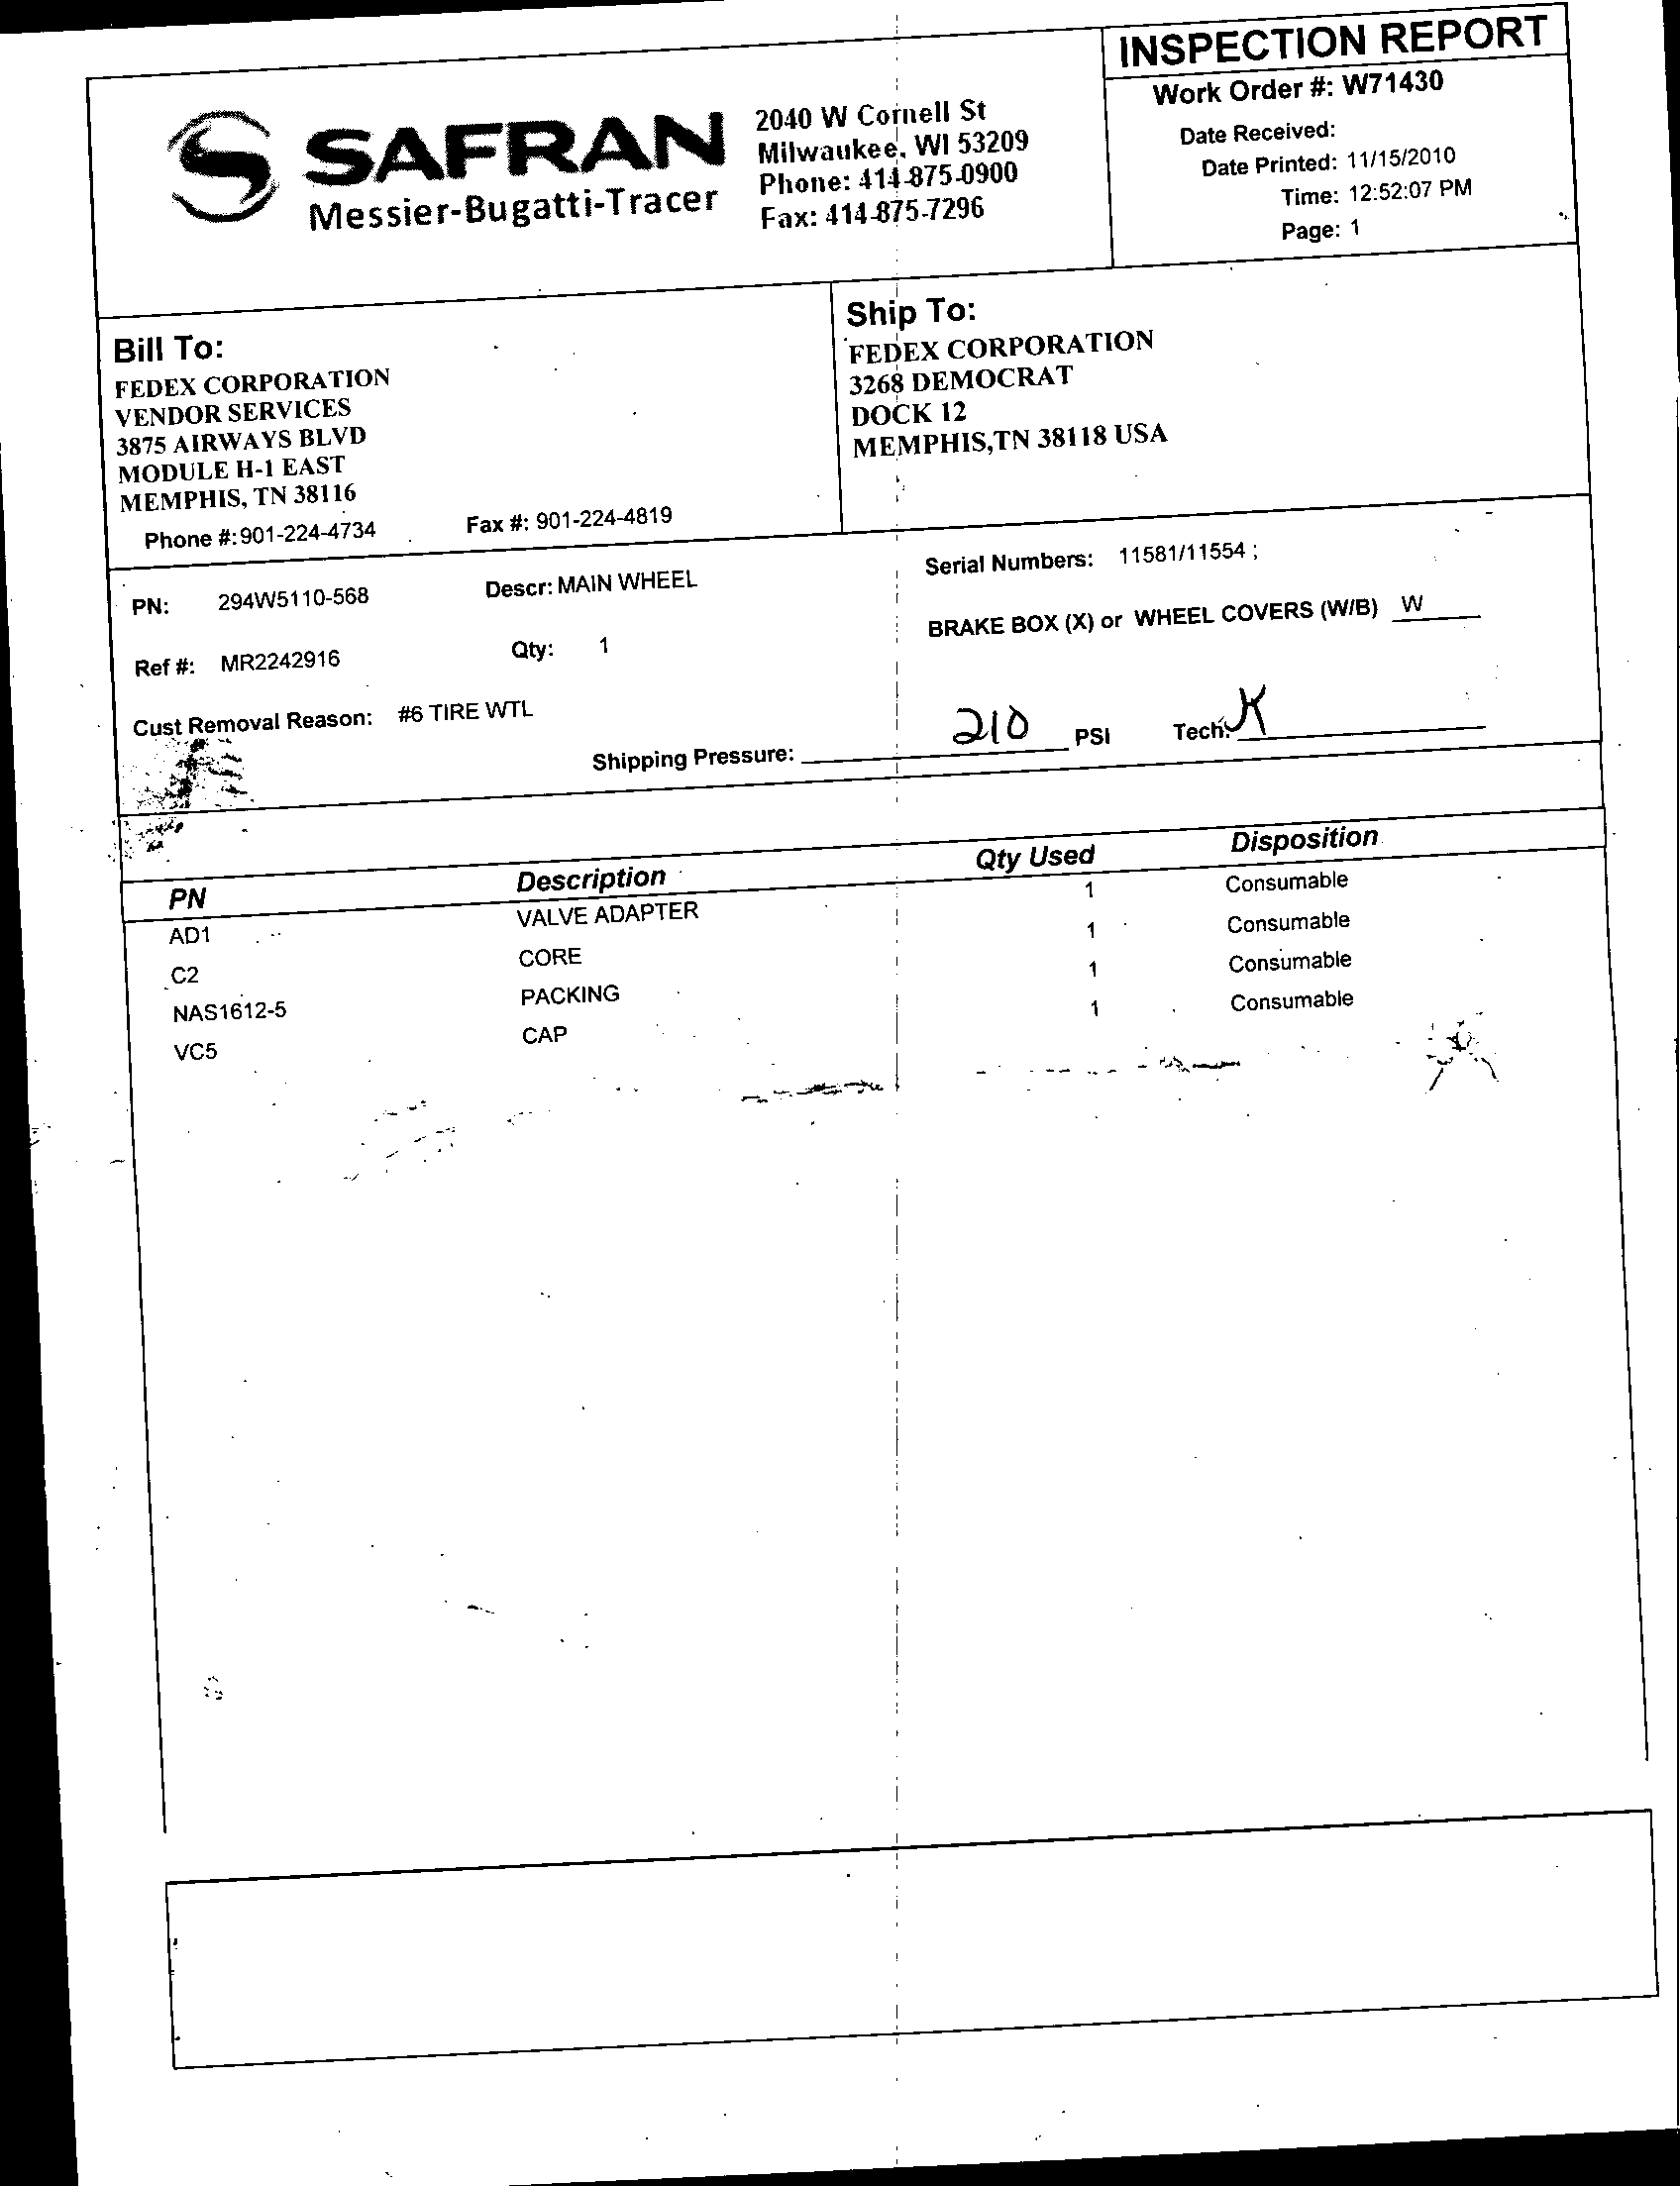 INSPECTION REPORT
Work Order #: W71430
Date Received:
Date Printed: 11/15/2010
Time: 12:52:07 PM
Page: 1
SAFRAN
Messier-Bugatti-Tracer
2040 W Cornell St
Milwaukee, WI 53209
Phone: 414-875-0900
Fax: 414-875-7296
Bill To:
FEDEX CORPORATION
VENDOR SERVICES
3875 AIRWAYS BLVD
MODULE H-1 EAST
MEMPHIS, TN 38116
Phone #:901-224-4734 Fax #: 901-224-4819
Ship To:
FEDEX CORPORATION
3268 DEMOCRAT
DOCK 12
MEMPHIS,TN 38118 USA
PN: 294W5110-568 Descr: MAIN WHEEL Serial Numbers: 11581/11554 ;
Ref #: MR2242916 Qty: 1 BRAKE BOX (X) or WHEEL COVERS (W/B) W
Cust Removal Reason: #6 TIRE WTL
Shipping Pressure: 210 PSI Tech: K
PN Description Qty Used Disposition
AD1 VALVE ADAPTER 1 Consumable
C2 CORE 1 Consumable
NAS1612-5 PACKING 1 Consumable
VC5 CAP 1 Consumable